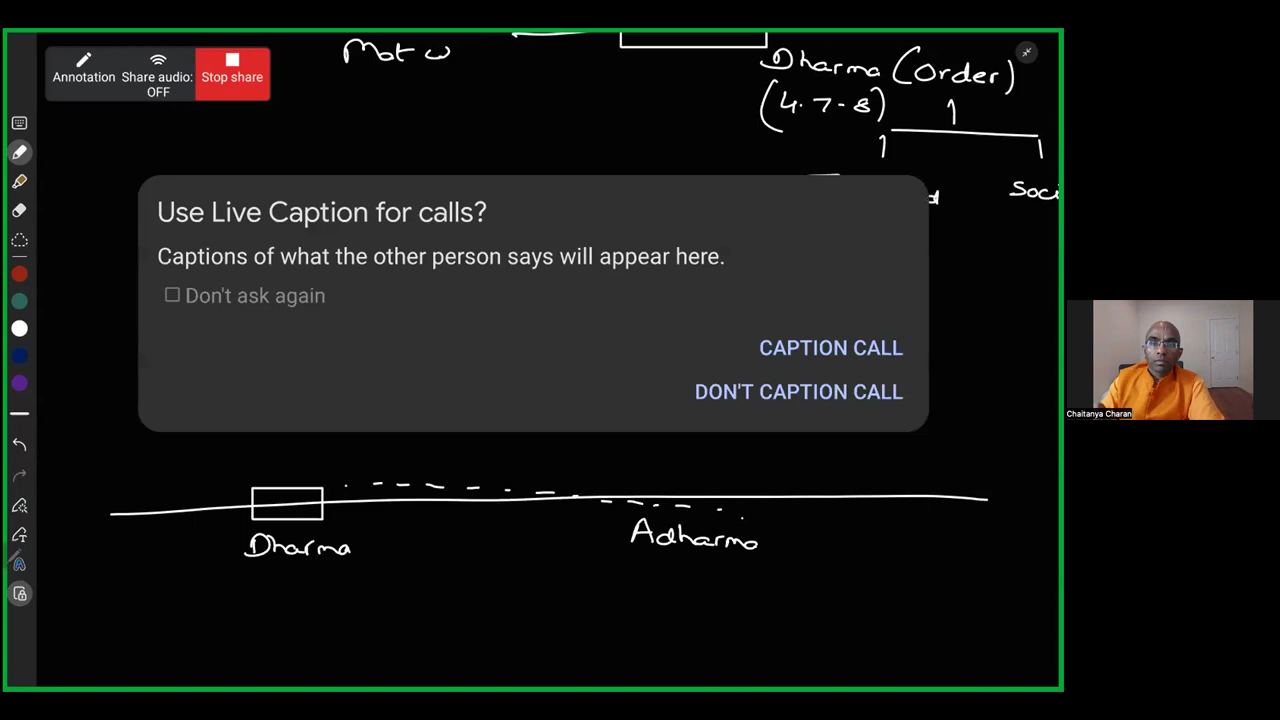 Mot w
Annotation
Share audio:
OFF
Stop share
Dharma (Order)
(4.7-8)
Soci
Use Live Caption for calls?
Captions of what the other person says will appear here.
Don't ask again
CAPTION CALL
DON'T CAPTION CALL
Chaitanya Charan
Dharma
Adharma